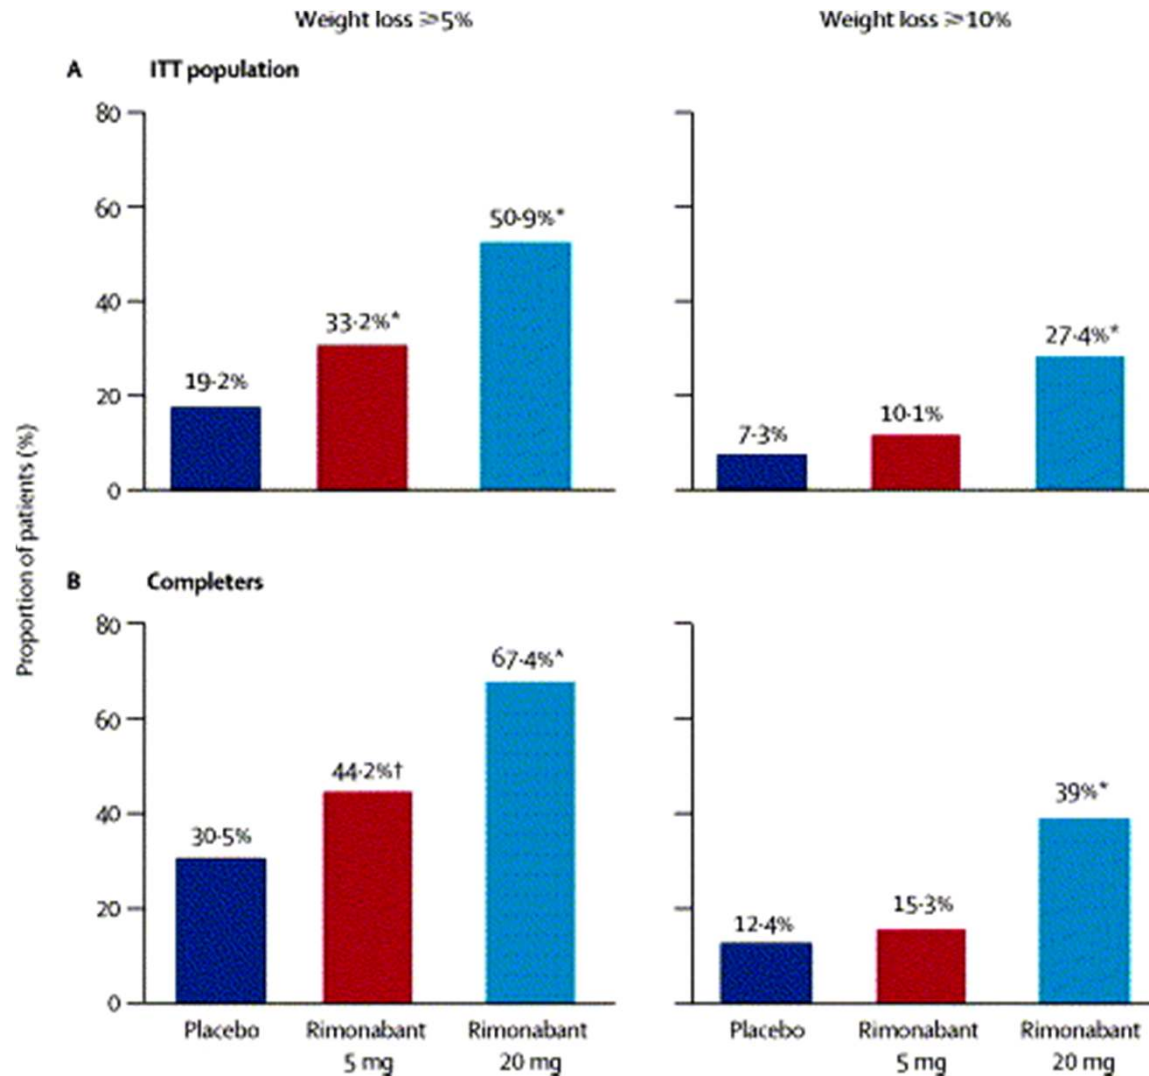 Weight loss ⩾5%
Weight loss ⩾10%
A ITT population
80
60
40
20
0
19·2%
33·2%*
50·9%*
7·3%
10·1%
27·4%*
Proportion of patients (%)
B Completers
80
60
40
20
0
30·5%
44·2%†
67·4%*
12·4%
15·3%
39%*
Placebo
Rimonabant
5 mg
Rimonabant
20 mg
Placebo
Rimonabant
5 mg
Rimonabant
20 mg